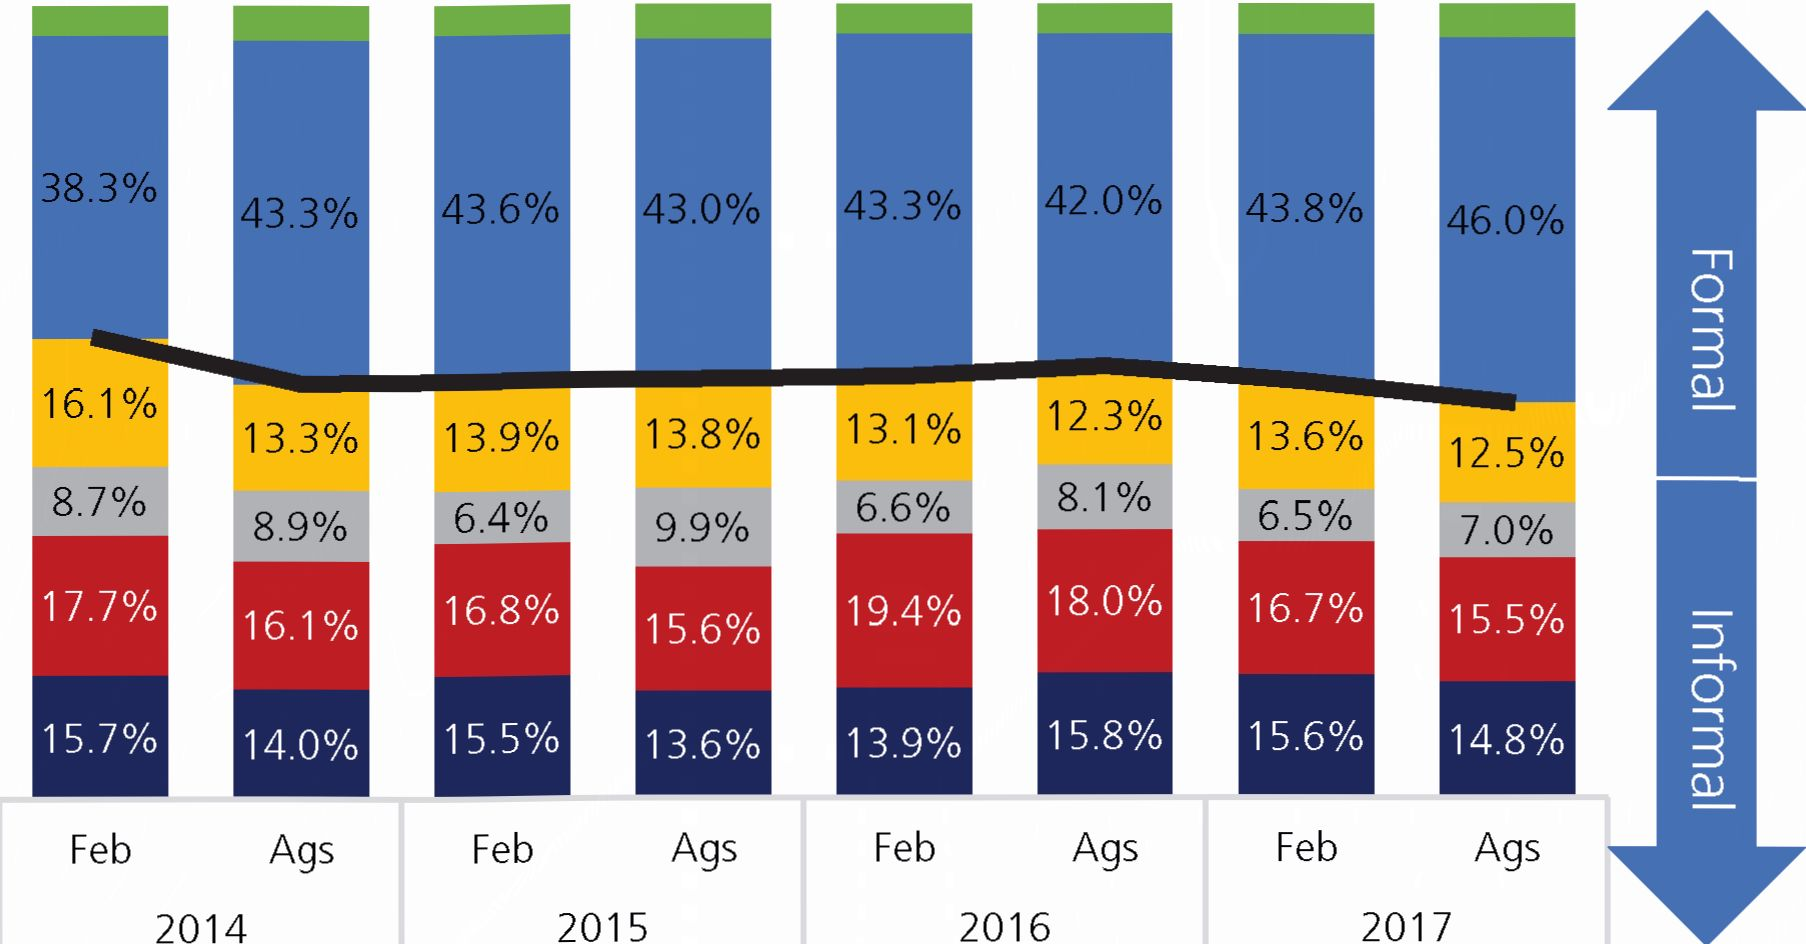 38.3% 43.3% 43.6% 43.0% 43.3% 42.0% 43.8% 46.0%
16.1% 13.3% 13.9% 13.8% 13.1% 12.3% 13.6% 12.5%
8.7% 8.9% 6.4% 9.9% 6.6% 8.1% 6.5% 7.0%
17.7% 16.1% 16.8% 15.6% 19.4% 18.0% 16.7% 15.5%
15.7% 14.0% 15.5% 13.6% 13.9% 15.8% 15.6% 14.8%
Feb Ags Feb Ags Feb Ags Feb Ags
2014 2015 2016 2017
Formal
Informal